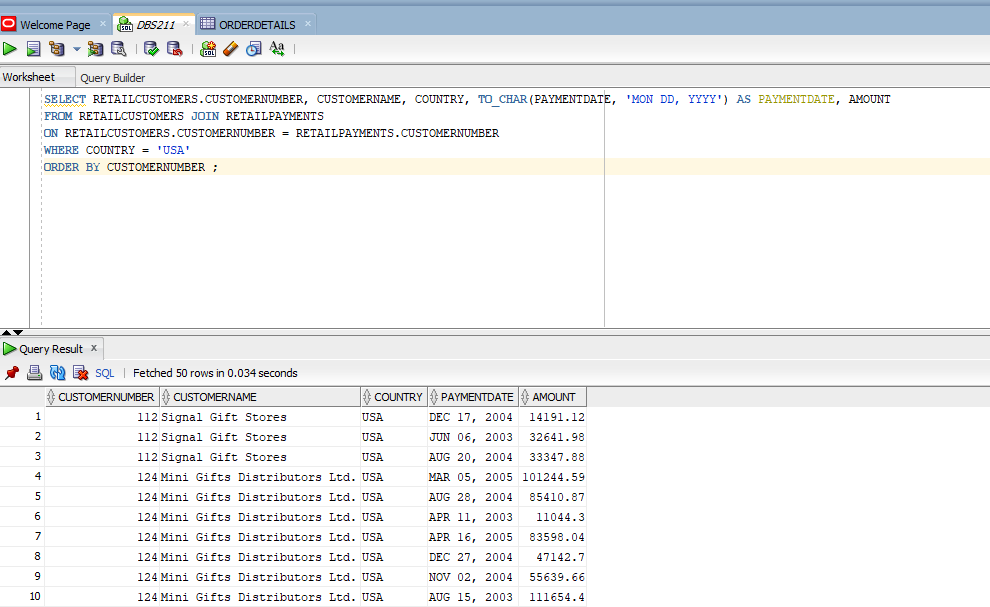 Welcome Page DBS211 ORDERDETAILS
Worksheet Query Builder
SELECT RETAILCUSTOMERS.CUSTOMERNUMBER, CUSTOMERNAME, COUNTRY, TO_CHAR(PAYMENTDATE, 'MON DD, YYYY') AS PAYMENTDATE, AMOUNT
FROM RETAILCUSTOMERS JOIN RETAILPAYMENTS
ON RETAILCUSTOMERS.CUSTOMERNUMBER = RETAILPAYMENTS.CUSTOMERNUMBER
WHERE COUNTRY = 'USA'
ORDER BY CUSTOMERNUMBER ;
Query Result x
SQL | Fetched 50 rows in 0.034 seconds
CUSTOMERNUMBER CUSTOMERNAME COUNTRY PAYMENTDATE AMOUNT
1 112 Signal Gift Stores USA DEC 17, 2004 14191.12
2 112 Signal Gift Stores USA JUN 06, 2003 32641.98
3 112 Signal Gift Stores USA AUG 20, 2004 33347.88
4 124 Mini Gifts Distributors Ltd. USA MAR 05, 2005 101244.59
5 124 Mini Gifts Distributors Ltd. USA AUG 28, 2004 85410.87
6 124 Mini Gifts Distributors Ltd. USA APR 11, 2003 11044.3
7 124 Mini Gifts Distributors Ltd. USA APR 16, 2005 83598.04
8 124 Mini Gifts Distributors Ltd. USA DEC 27, 2004 47142.7
9 124 Mini Gifts Distributors Ltd. USA NOV 02, 2004 55639.66
10 124 Mini Gifts Distributors Ltd. USA AUG 15, 2003 111654.4